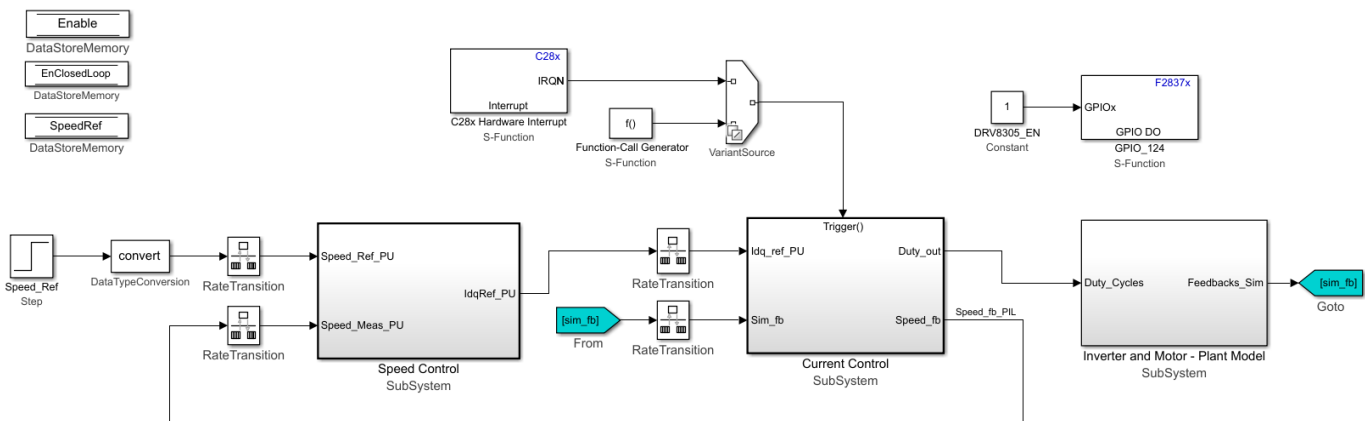 Enable
DataStoreMemory
EnClosedLoop
DataStoreMemory
SpeedRef
DataStoreMemory
C28x
IRQN
Interrupt
C28x Hardware Interrupt
S-Function
f()
Function-Call Generator
S-Function
VariantSource
1
DRV8305_EN
Constant
F2837x
GPIOx
GPIO DO
GPIO_124
S-Function
Speed_Ref
Step
convert
DataTypeConversion
RateTransition
RateTransition
Speed_Ref_PU
Speed_Meas_PU
IdqRef_PU
Speed Control
SubSystem
[sim_fb]
From
RateTransition
RateTransition
Trigger()
Idq_ref_PU
Sim_fb
Duty_out
Speed_fb
Current Control
SubSystem
Speed_fb_PIL
Duty_Cycles
Feedbacks_Sim
Inverter and Motor - Plant Model
SubSystem
[sim_fb]
Goto